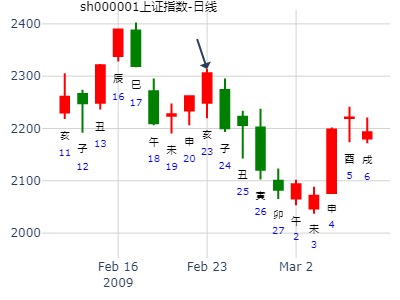 sh000001上证指数-日线
2400
2300
2200
2100
2000
亥
11
子
12
丑
13
辰
16
巳
17
午
18
未
19
申
20
亥
23
子
24
丑
25
寅
26
卯
27
午
2
未
3
申
4
酉
5
戌
6
Feb 16
2009
Feb 23
Mar 2